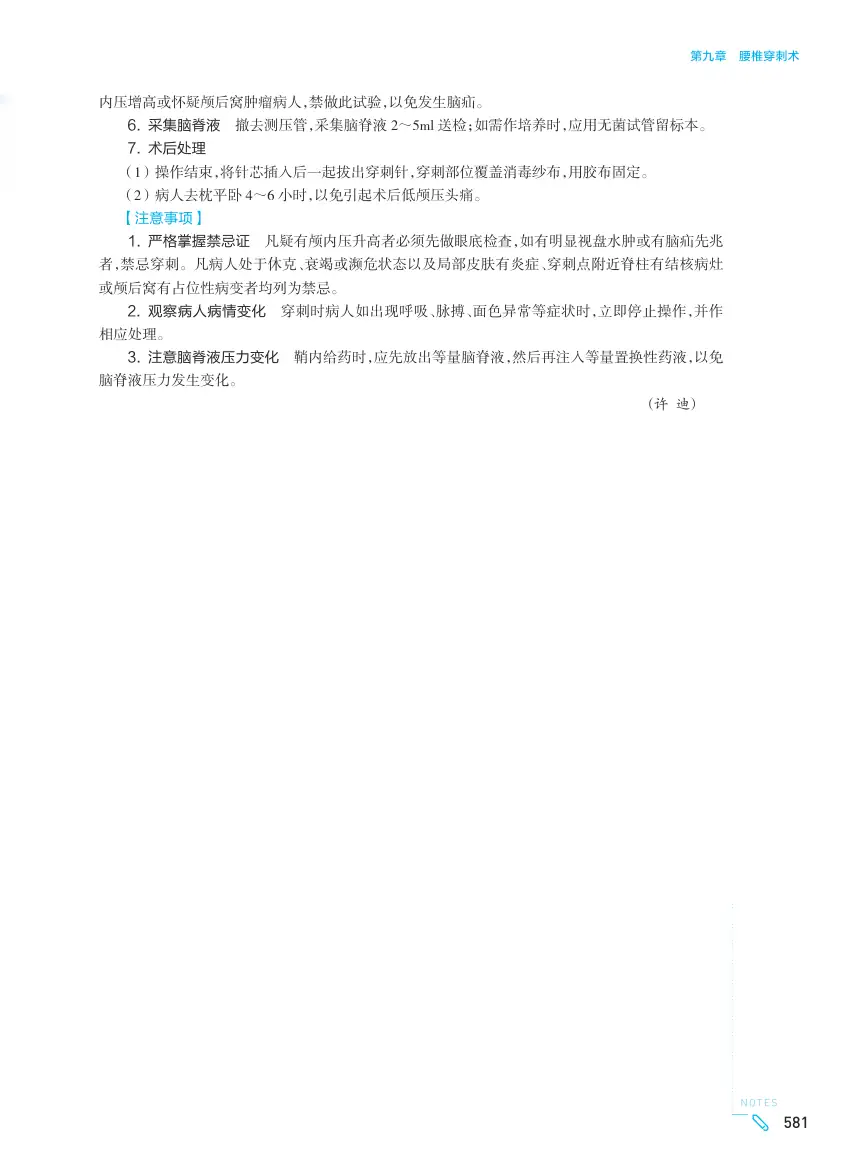 第九章 腰椎穿刺术
内压增高或怀疑颅后窝肿瘤病人,禁做此试验,以免发生脑疝。
6. 采集脑脊液 撤去测压管,采集脑脊液 2～5ml 送检;如需作培养时,应用无菌试管留标本。
7. 术后处理
(1)操作结束,将针芯插入后一起拔出穿刺针,穿刺部位覆盖消毒纱布,用胶布固定。
(2)病人去枕平卧 4～6 小时,以免引起术后低颅压头痛。
【注意事项】
1. 严格掌握禁忌证 凡疑有颅内压升高者必须先做眼底检查,如有明显视盘水肿或有脑疝先兆
者,禁忌穿刺。凡病人处于休克、衰竭或濒危状态以及局部皮肤有炎症、穿刺点附近脊柱有结核病灶
或颅后窝有占位性病变者均列为禁忌。
2. 观察病人病情变化 穿刺时病人如出现呼吸、脉搏、面色异常等症状时,立即停止操作,并作
相应处理。
3. 注意脑脊液压力变化 鞘内给药时,应先放出等量脑脊液,然后再注入等量置换性药液,以免
脑脊液压力发生变化。
(许 迪)
NOTES
581